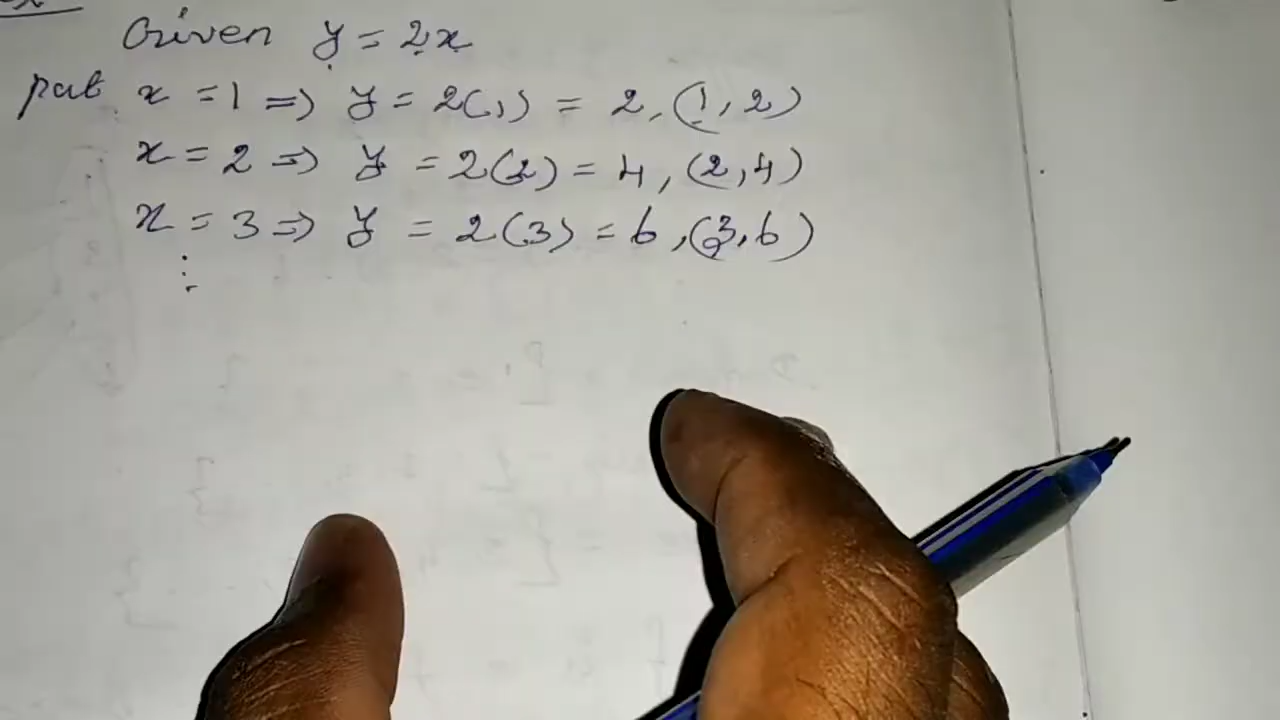 Given y = 2x
put x = 1 => y = 2(1) = 2, (1, 2)
x = 2 => y = 2(2) = 4, (2, 4)
x = 3 => y = 2(3) = 6, (3, 6)
⋮